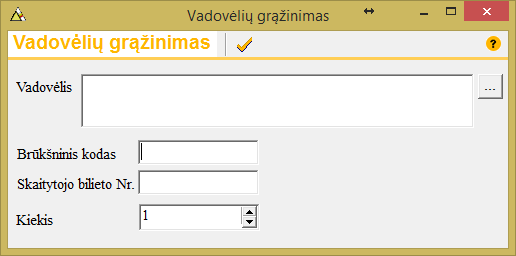 Vadovėlių grąžinimas
Vadovėlių grąžinimas
?
Vadovėlis
...
Brūkšninis kodas
Skaitytojo bilieto Nr.
Kiekis
1